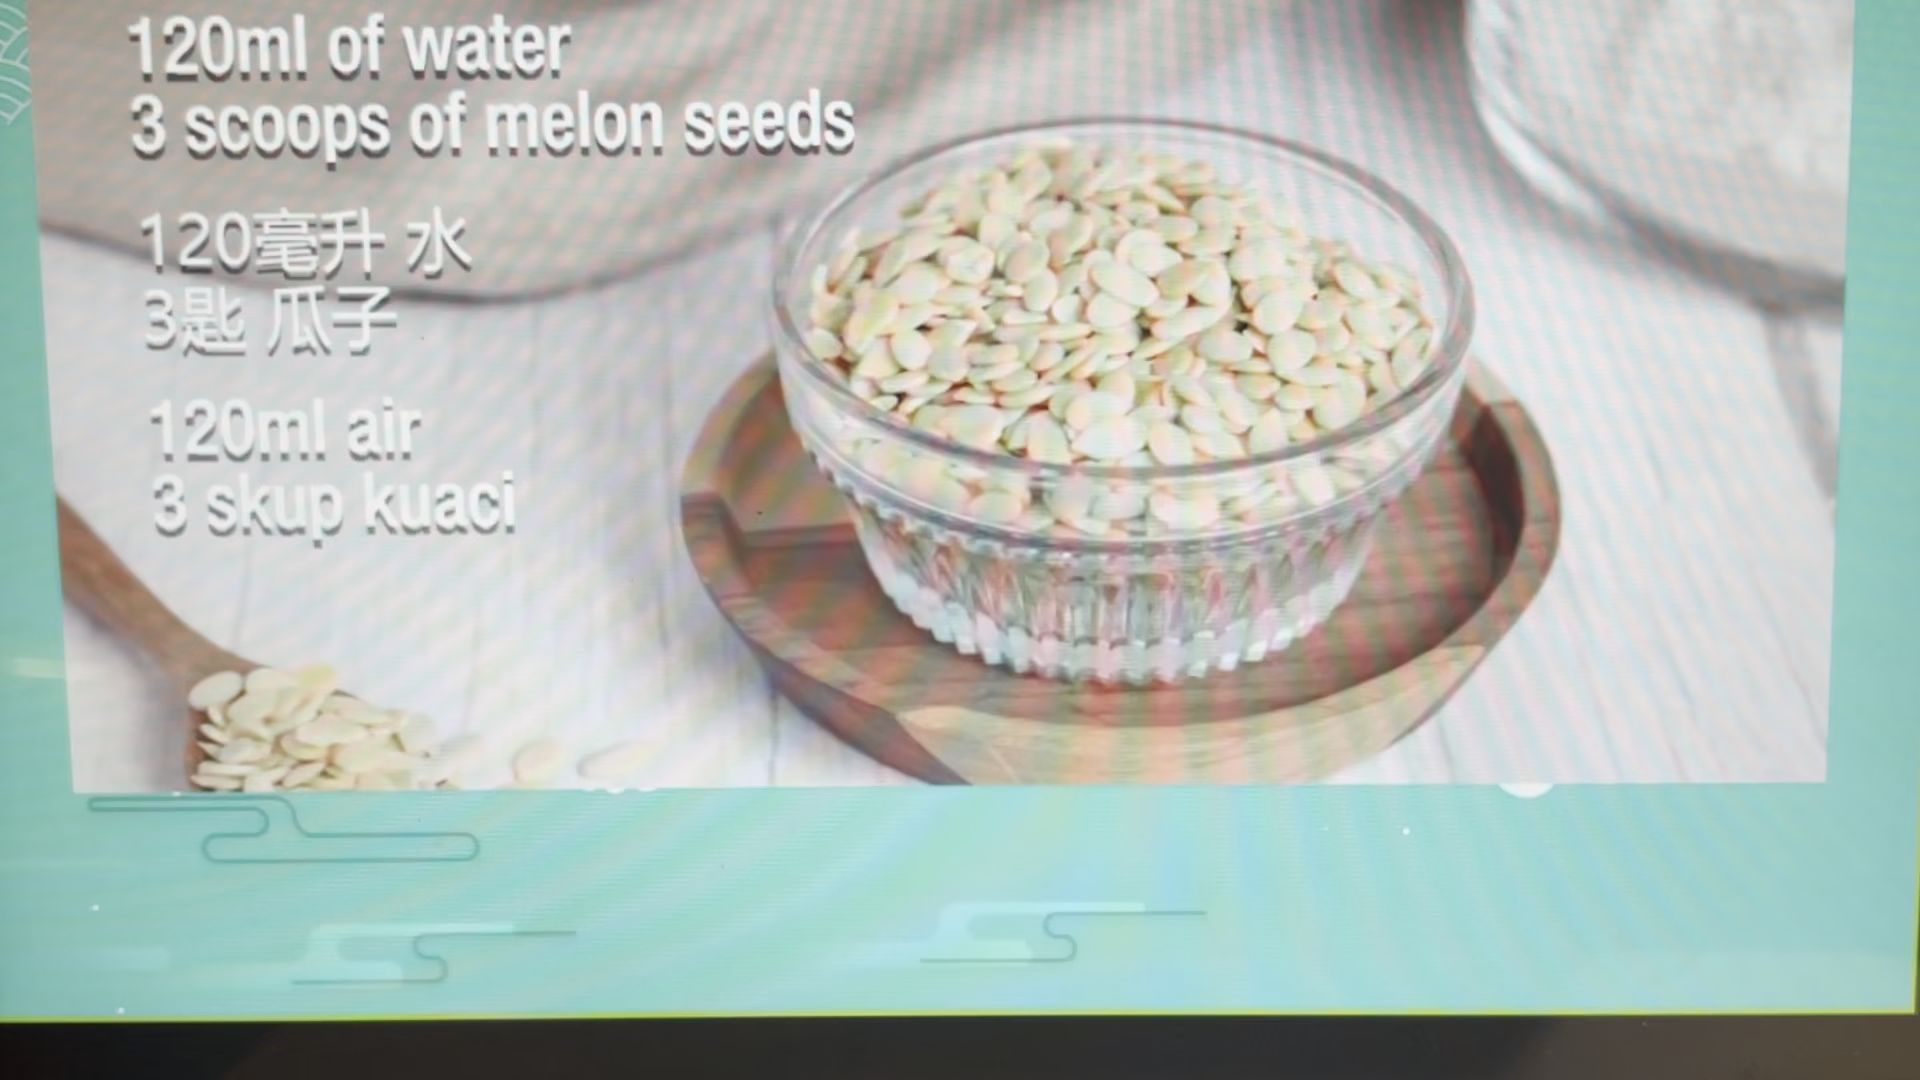 120ml of water
3 scoops of melon seeds
120毫升 水
3匙 瓜子
120ml air
3 skup kuaci